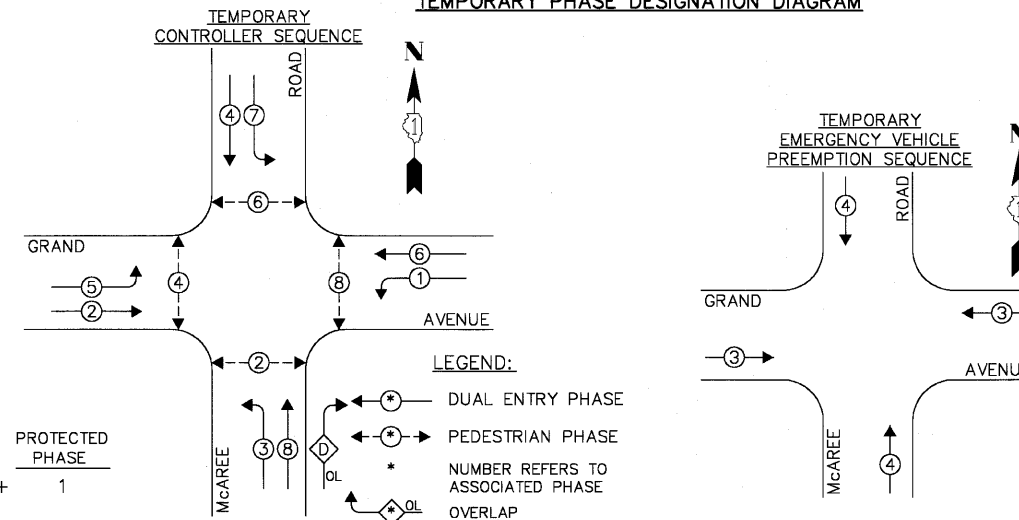 TEMPORARY PHASE DESIGNATION DIAGRAM
TEMPORARY
CONTROLLER SEQUENCE
ROAD
N
1
4 7
6
GRAND
5
2
4
8
6
1
AVENUE
2
3 8
D
OL
McAREE
PROTECTED
PHASE
+ 1
LEGEND:
* DUAL ENTRY PHASE
* PEDESTRIAN PHASE
* NUMBER REFERS TO
ASSOCIATED PHASE
* OL OVERLAP
TEMPORARY
EMERGENCY VEHICLE
PREEMPTION SEQUENCE
4
ROAD
1
GRAND
3
3
McAREE
4